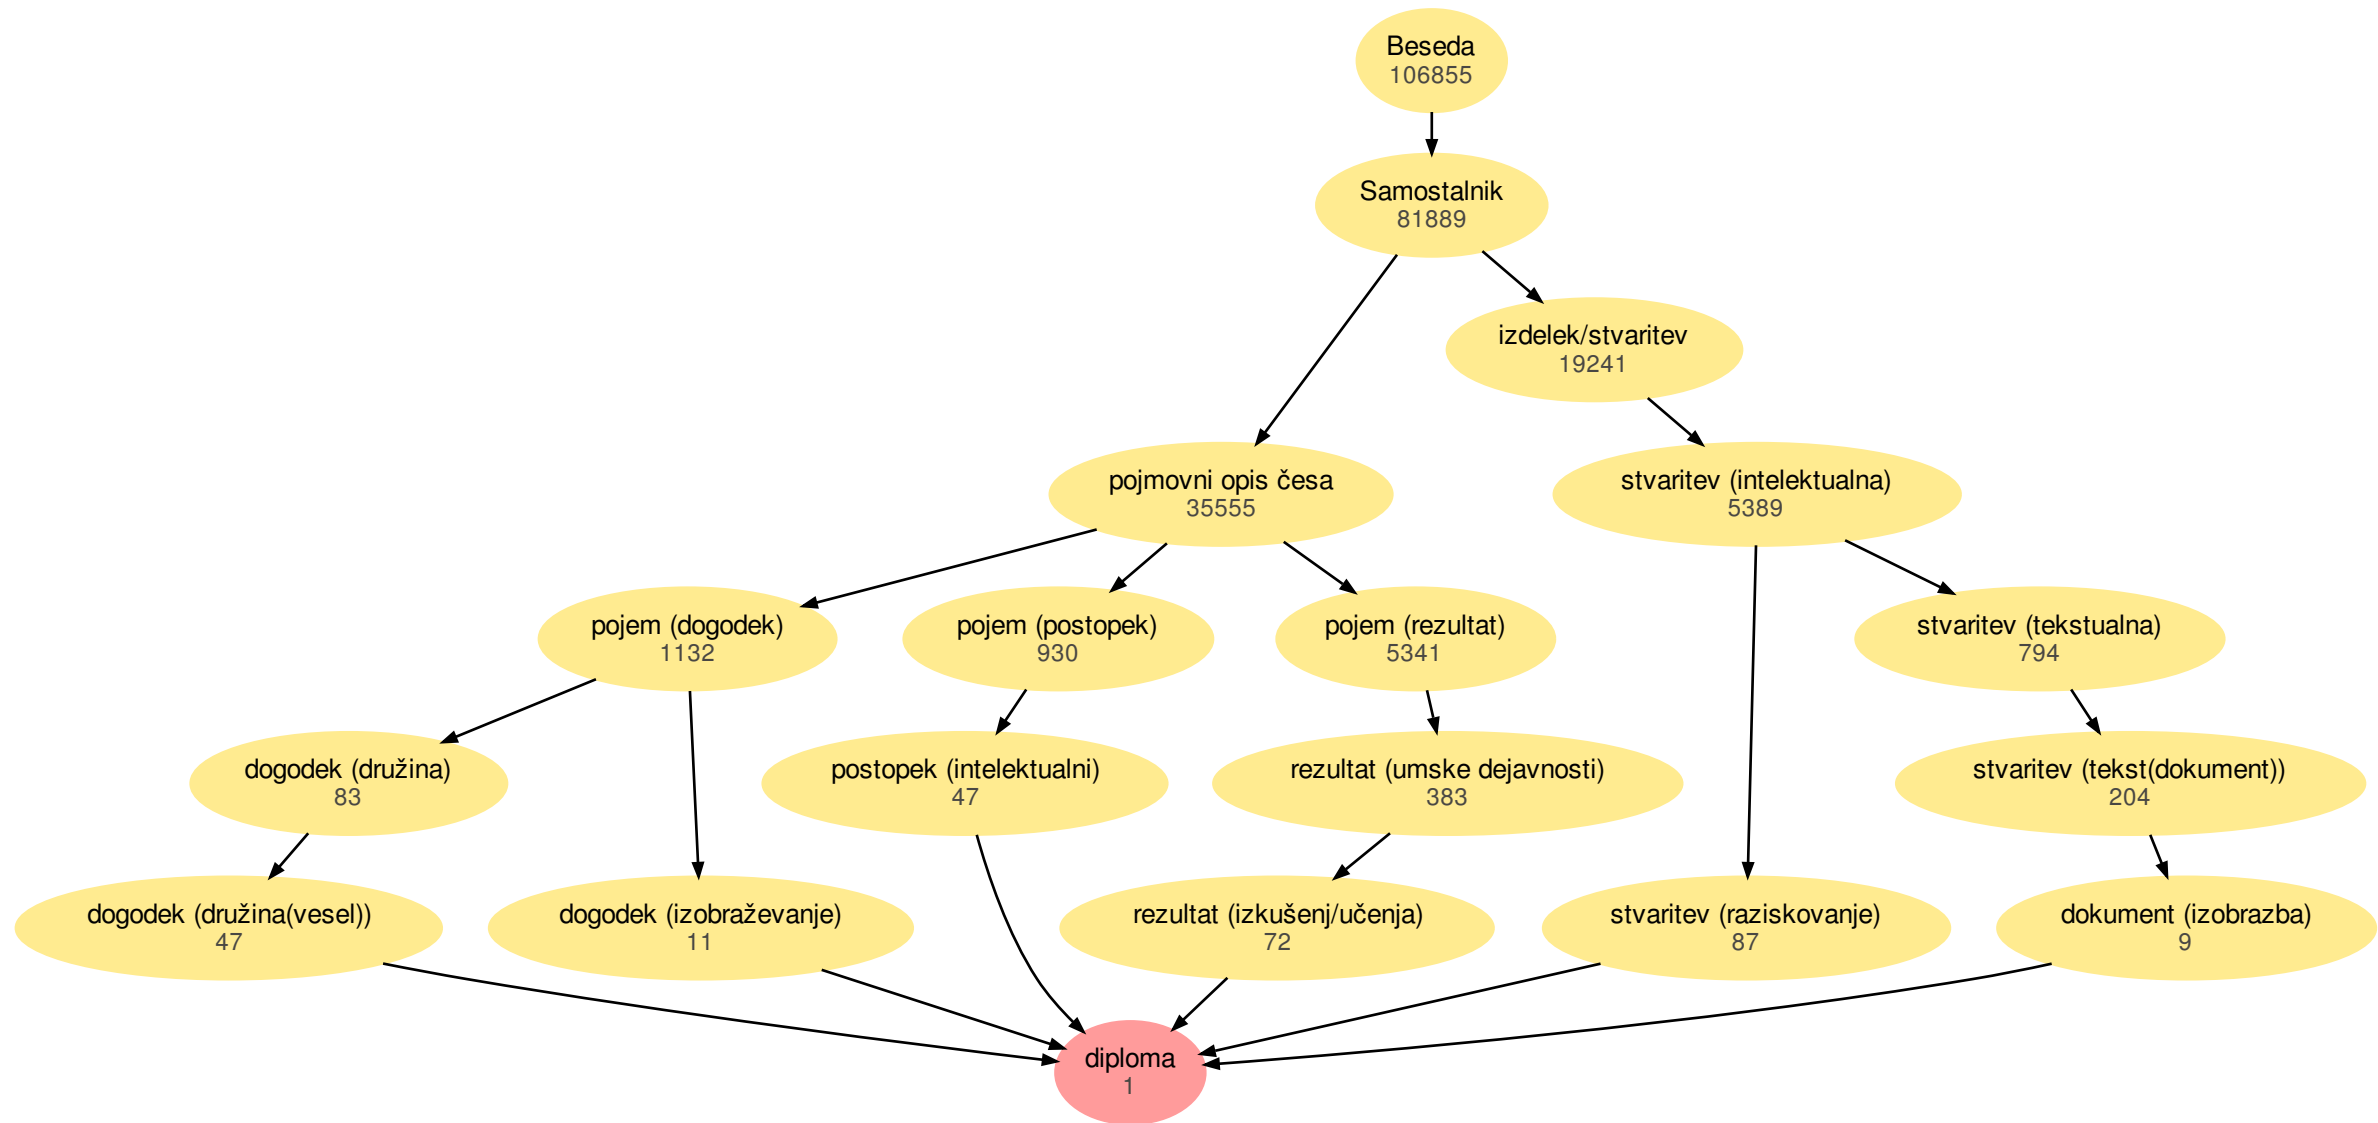 Beseda
106855
Samostalnik
81889
izdelek/stvaritev
19241
pojmovni opis česa
35555
stvaritev (intelektualna)
5389
pojem (dogodek)
1132
pojem (postopek)
930
pojem (rezultat)
5341
stvaritev (tekstualna)
794
dogodek (družina)
83
postopek (intelektualni)
47
rezultat (umske dejavnosti)
383
stvaritev (tekst(dokument))
204
dogodek (družina(vesel))
47
dogodek (izobraževanje)
11
rezultat (izkušenj/učenja)
72
stvaritev (raziskovanje)
87
dokument (izobrazba)
9
diploma
1